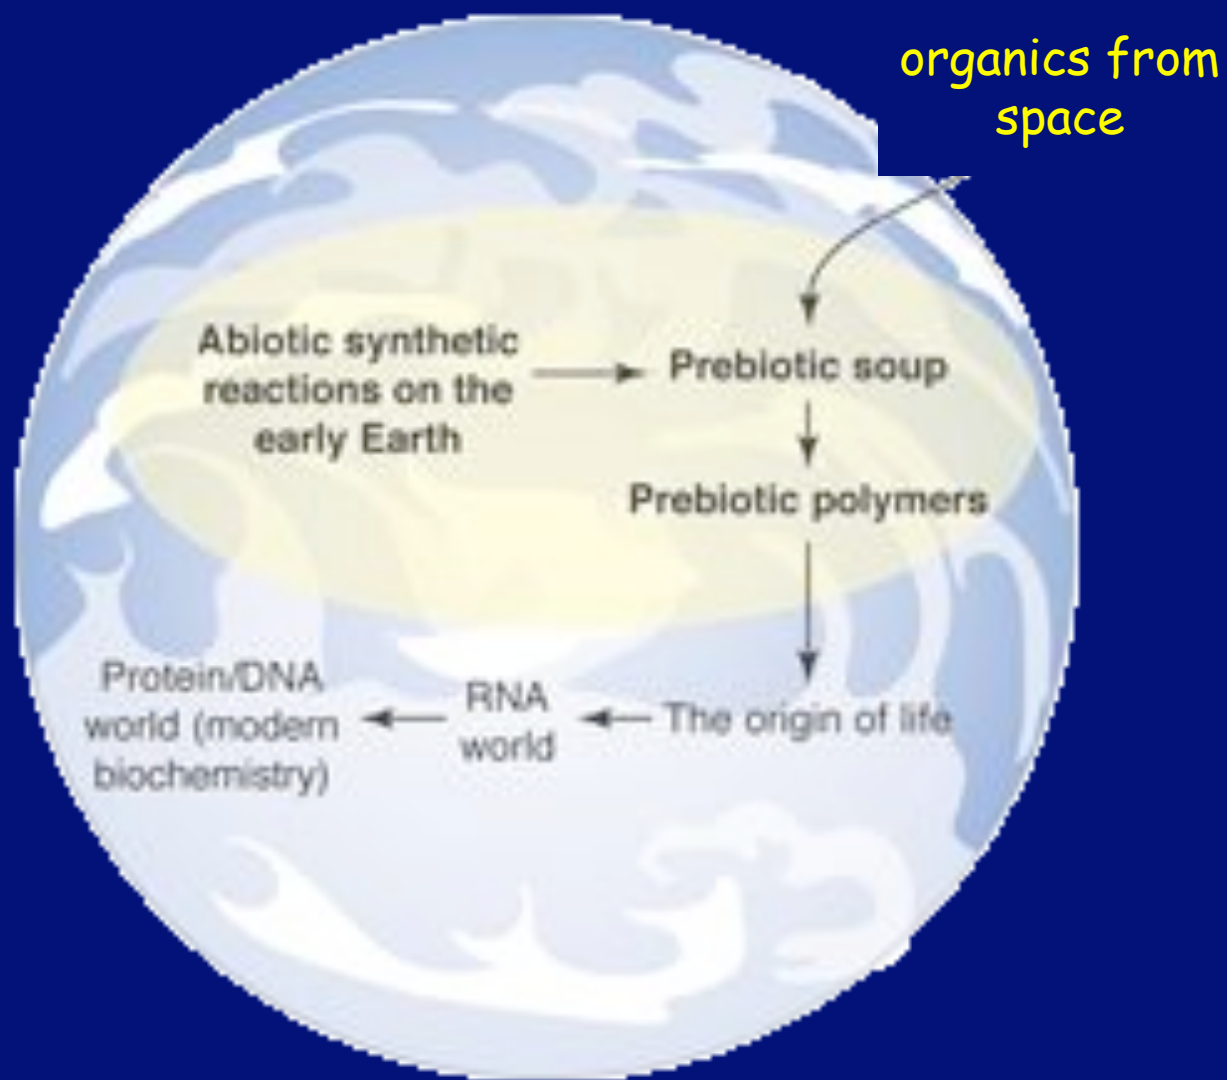 organics from
space
Abiotic synthetic
reactions on the
early Earth
Prebiotic soup
Prebiotic polymers
The origin of life
RNA
world
Protein/DNA
world (modern
biochemistry)